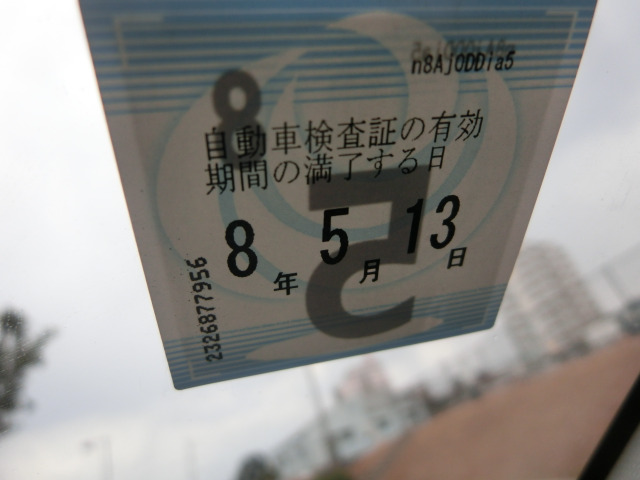 n8AjODDIa5
自動車検査証の有効
期間の満了する日
8年 5月 13日
2326877956